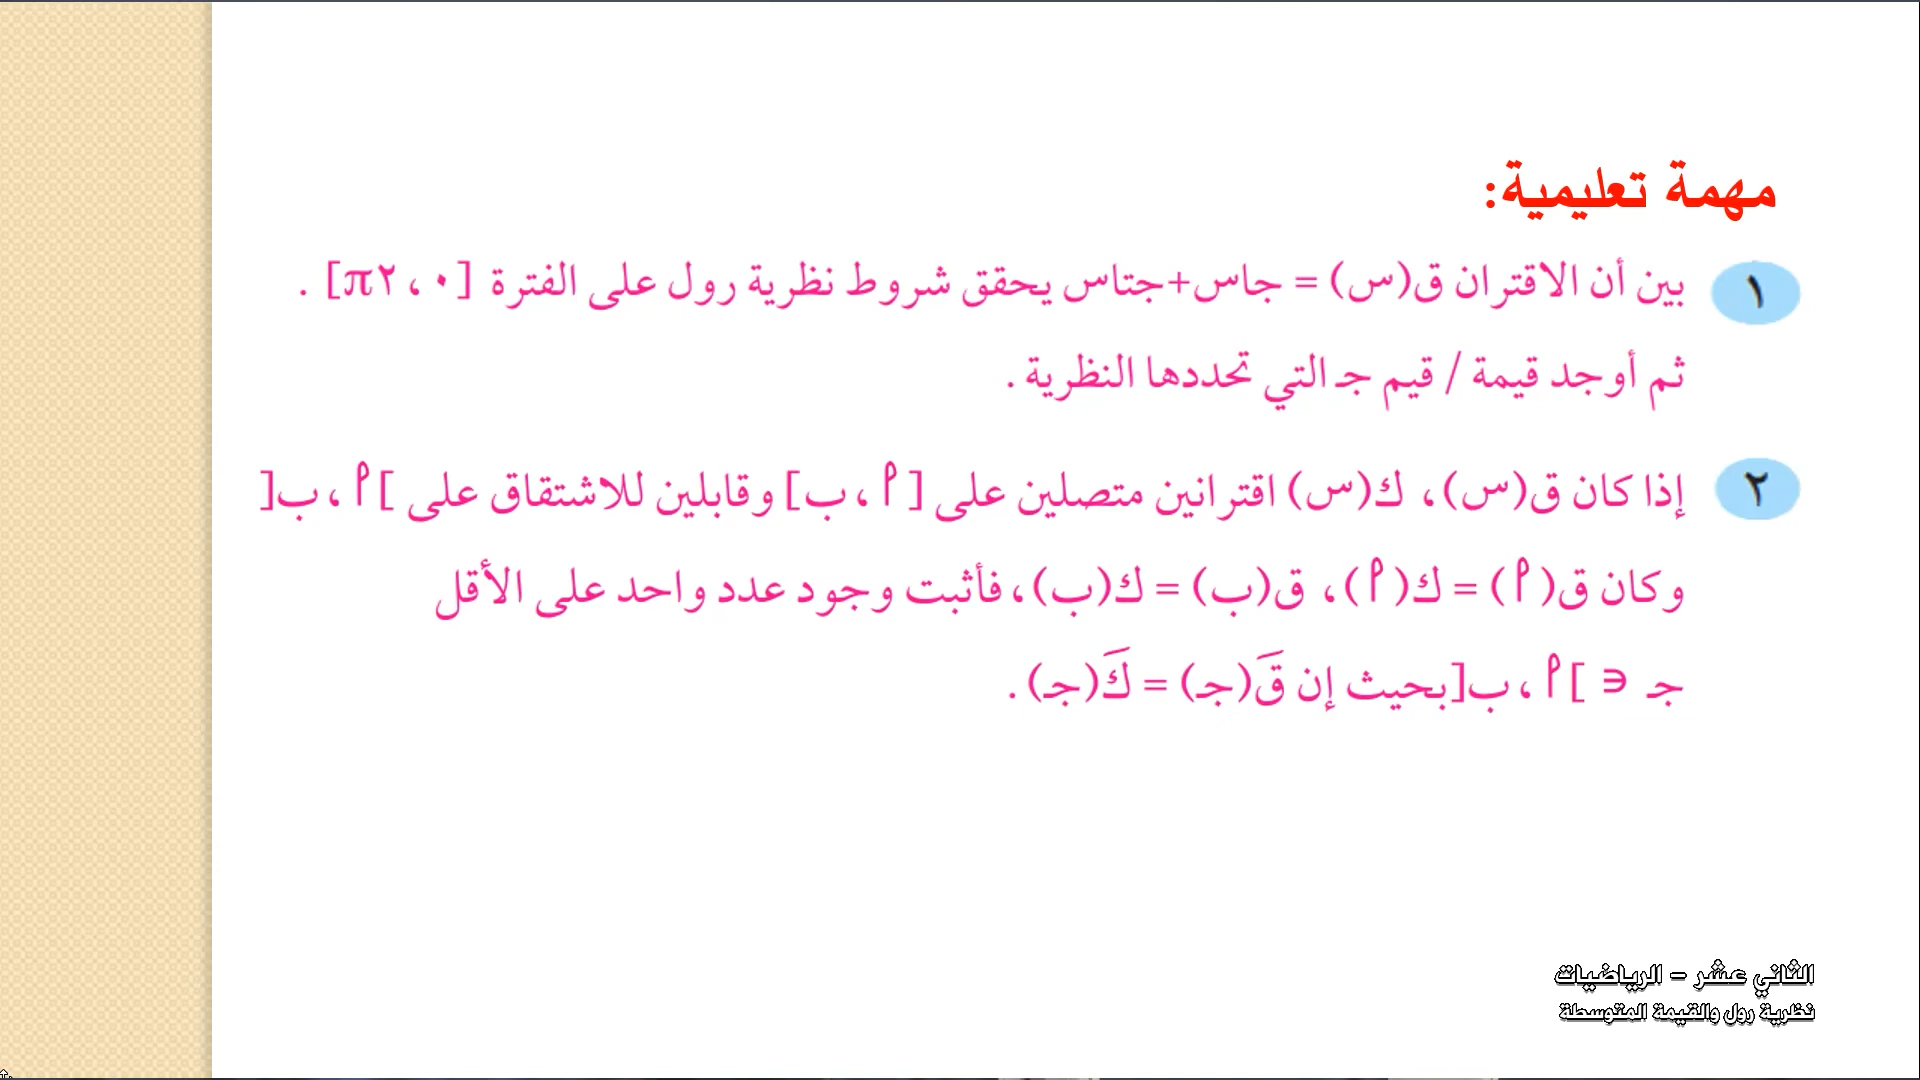 مهمة تعليمية:
١ بين أن الاقتران ق(س) = جاس+جتاس يحقق شروط نظرية رول على الفترة [٠، ٢π] .
ثم أوجد قيمة / قيم جـ التي تحددها النظرية .
٢ إذا كان ق(س)، ك(س) اقترانين متصلين على [أ، ب] وقابلين للاشتقاق على ]أ، ب[
وكان ق(أ) = ك(أ)، ق(ب) = ك(ب)، فأثبت وجود عدد واحد على الأقل
جـ ∈ ]أ، ب[ بحيث إن قَ(جـ) = كَ(جـ) .
الثاني عشر – الرياضيات
نظرية رول والقيمة المتوسطة